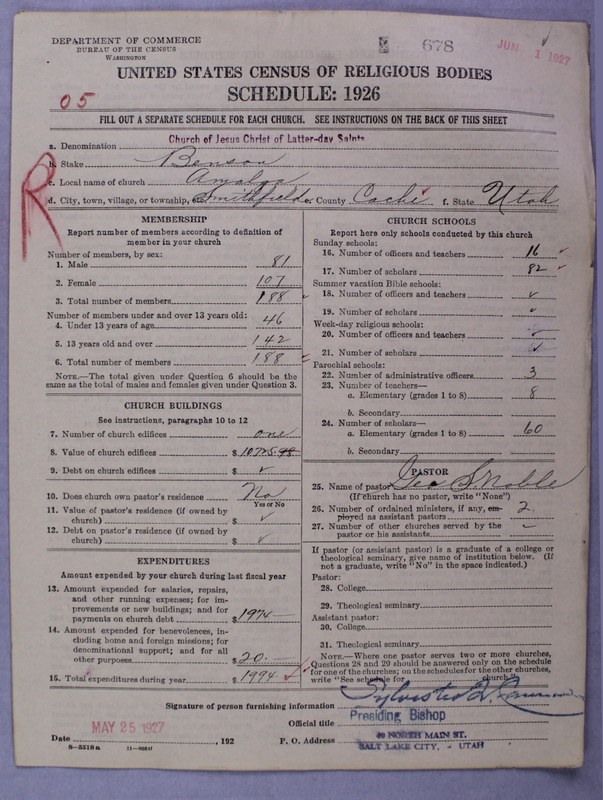 DEPARTMENT OF COMMERCE
BUREAU OF THE CENSUS
WASHINGTON
678
JUN 1 1927
UNITED STATES CENSUS OF RELIGIOUS BODIES
SCHEDULE: 1926
05
FILL OUT A SEPARATE SCHEDULE FOR EACH CHURCH. SEE INSTRUCTIONS ON THE BACK OF THIS SHEET
a. Denomination Church of Jesus Christ of Latter-day Saints
b. Stake Benson
R
c. Local name of church Amalga
d. City, town, village, or township, Smithfield e. County Cache f. State Utah
MEMBERSHIP
Report number of members according to definition of member in your church
Number of members, by sex:
1. Male 81
2. Female 107
3. Total number of members 188
Number of members under and over 13 years old:
4. Under 13 years of age 46
5. 13 years old and over 142
6. Total number of members 188
NOTE.—The total given under Question 6 should be the same as the total of males and females given under Question 3.
CHURCH BUILDINGS
See instructions, paragraphs 10 to 12
7. Number of church edifices one
8. Value of church edifices $
9. Debt on church edifices $ ✓
10. Does church own pastor's residence No
Yes or No
11. Value of pastor's residence (if owned by church) $ ✓
12. Debt on pastor's residence (if owned by church) $ ✓
EXPENDITURES
Amount expended by your church during last fiscal year
13. Amount expended for salaries, repairs, and other running expenses; for improvements or new buildings; and for payments on church debt $ 1974
14. Amount expended for benevolences, including home and foreign missions; for denominational support; and for all other purposes $ 20.
15. Total expenditures during year $ 1994
CHURCH SCHOOLS
Report here only schools conducted by this church
Sunday schools:
16. Number of officers and teachers 16 ✓
17. Number of scholars 82 ✓
Summer vacation Bible schools:
18. Number of officers and teachers ✓
19. Number of scholars ✓
Week-day religious schools:
20. Number of officers and teachers ✓
21. Number of scholars ✓
Parochial schools:
22. Number of administrative officers 3
23. Number of teachers—
a. Elementary (grades 1 to 8) 8
b. Secondary
24. Number of scholars—
a. Elementary (grades 1 to 8) 60
b. Secondary
PASTOR
25. Name of pastor Geo S Noble
(If church has no pastor, write "None")
26. Number of ordained ministers, if any, employed as assistant pastors 2
27. Number of other churches served by the pastor or his assistants
If pastor (or assistant pastor) is a graduate of a college or theological seminary, give name of institution below. (If not a graduate, write "No" in the space indicated.)
Pastor:
28. College
29. Theological seminary
Assistant pastor:
30. College
31. Theological seminary
NOTE.—Where one pastor serves two or more churches, Questions 28 and 29 should be answered only on the schedule for one of the churches; on the schedules for the other churches, write "See schedule for church"
Signature of person furnishing information Sylvester Q. Cannon
Official title Presiding Bishop
Date MAY 25 1927, 192 P. O. Address 40 NORTH MAIN ST.
SALT LAKE CITY, - UTAH
8—5518a